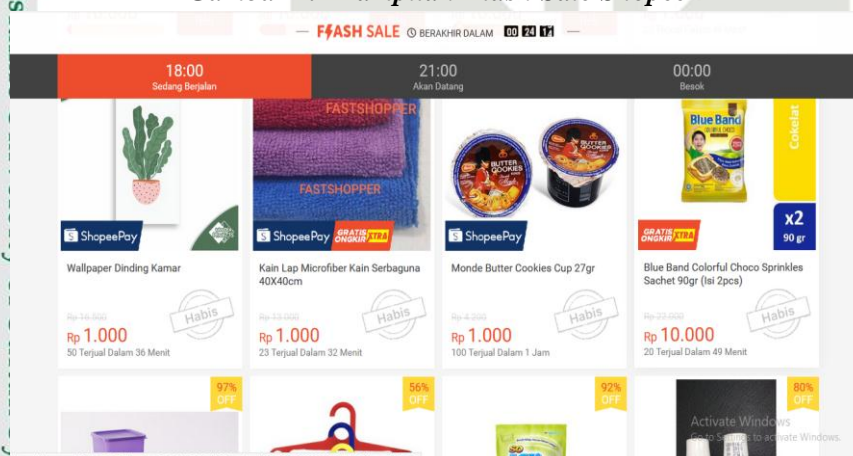 FLASH SALE BERAKHIR DALAM 00 24
18:00
Sedang Berjalan
21:00
Akan Datang
00:00
Besok
FASTSHOPPER
FASTSHOPPER
BUTTER COOKIES
BUTTER COOKIES
Blue Band
Cokelat
x2
90 gr
ShopeePay
ShopeePay
GRATIS ONGKIR XTRA
ShopeePay
GRATIS ONGKIR XTRA
Wallpaper Dinding Kamar
Rp 16.500
Rp 1.000
Habis
50 Terjual Dalam 36 Menit
Kain Lap Microfiber Kain Serbaguna
40X40cm
Rp 13.000
Rp 1.000
Habis
23 Terjual Dalam 32 Menit
Monde Butter Cookies Cup 27gr
Rp 4.200
Rp 1.000
Habis
100 Terjual Dalam 1 Jam
Blue Band Colorful Choco Sprinkles
Sachet 90gr (Isi 2pcs)
Rp 22.000
Rp 10.000
Habis
20 Terjual Dalam 49 Menit
97%
OFF
56%
OFF
92%
OFF
80%
OFF
Activate Windows
Go to Settings to activate Windows.